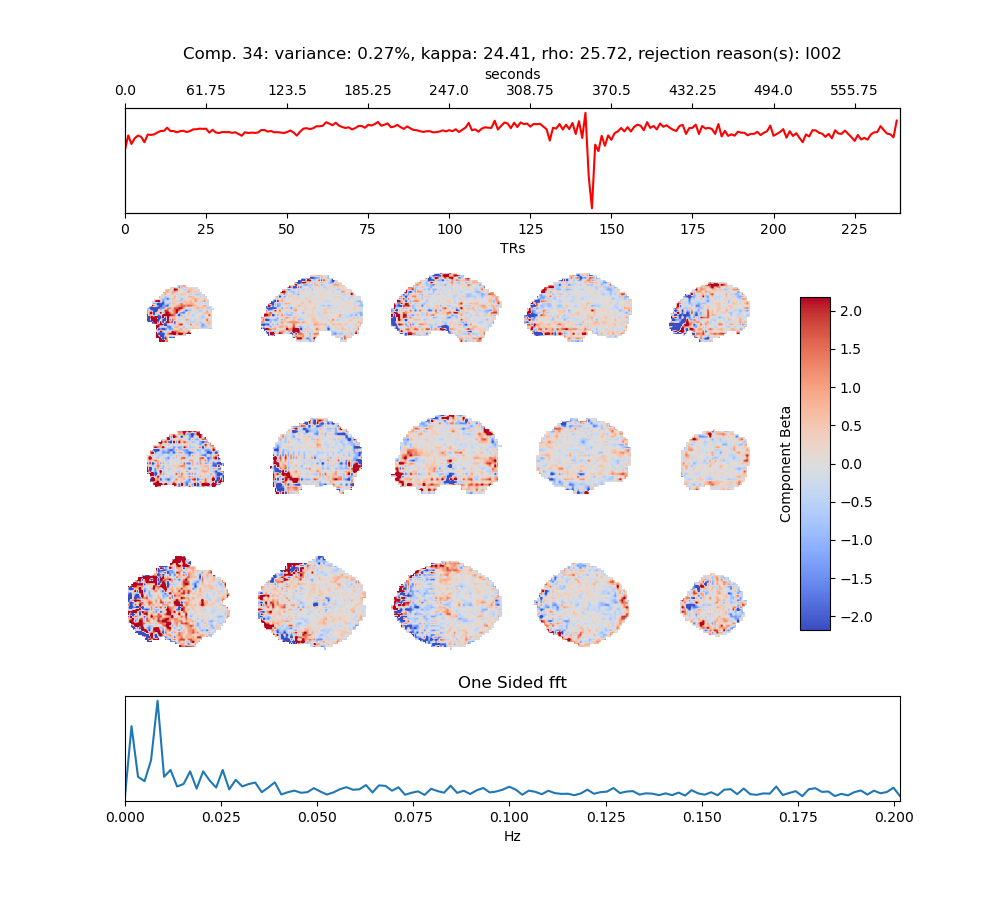 Comp. 34: variance: 0.27%, kappa: 24.41, rho: 25.72, rejection reason(s): I002
seconds
0.0 61.75 123.5 185.25 247.0 308.75 370.5 432.25 494.0 555.75
0 25 50 75 100 125 150 175 200 225
TRs
2.0
1.5
1.0
0.5
0.0
−0.5
−1.0
−1.5
−2.0
Component Beta
One Sided fft
0.000 0.025 0.050 0.075 0.100 0.125 0.150 0.175 0.200
Hz